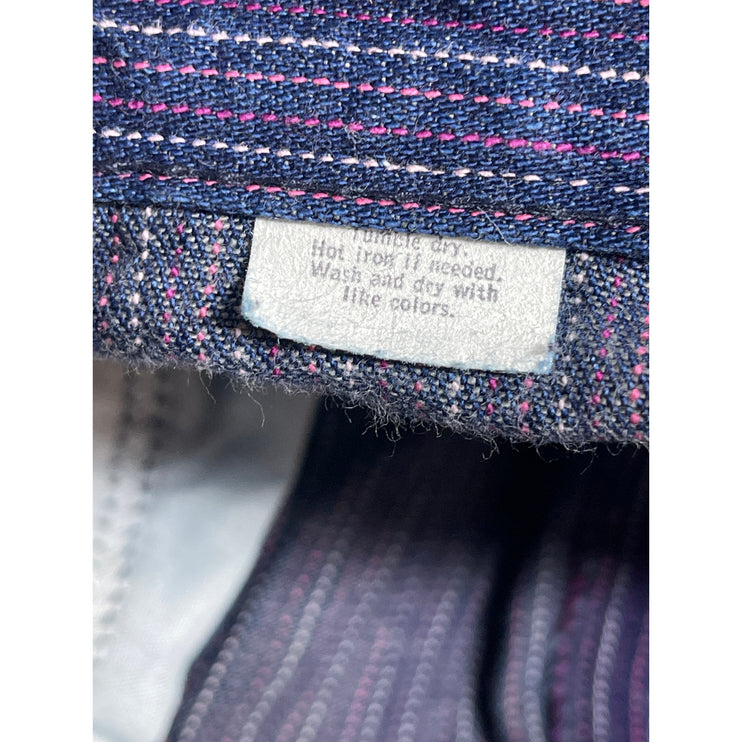 Tumble dry.
Hot iron if needed.
Wash and dry with
like colors.